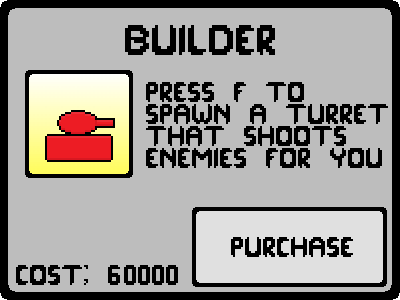 BUILDER
PRESS F TO
SPAWN A TURRET
THAT SHOOTS
ENEMIES FOR YOU
PURCHASE
COST: 60000